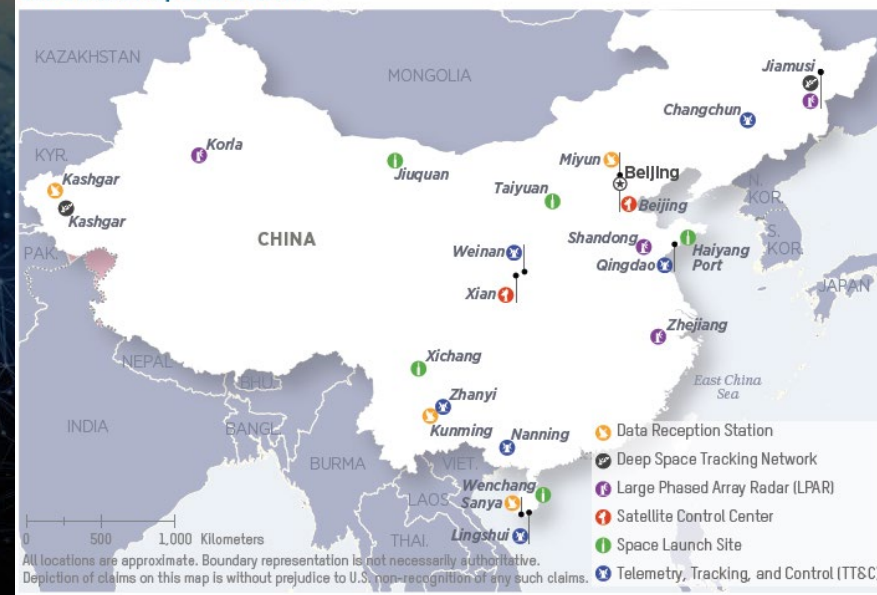 KAZAKHSTAN
MONGOLIA
Jiamusi
Changchun
KYR.
Korla
Jiuquan
Miyun
Beijing
Kashgar
Taiyuan
Beijing
N.
KOR.
Kashgar
CHINA
Shandong
Haiyang
Port
S.
KOR.
PAK.
Weinan
Qingdao
JAPAN
Xian
Zhejiang
NEPAL
Xichang
BHU.
East China
Sea
Zhanyi
INDIA
BANGL.
Kunming
Nanning
BURMA
VIET.
LAOS
Wenchang
Sanya
THAI.
Lingshui
Data Reception Station
Deep Space Tracking Network
Large Phased Array Radar (LPAR)
Satellite Control Center
Space Launch Site
Telemetry, Tracking, and Control (TT&C)
0 500 1,000 Kilometers
All locations are approximate. Boundary representation is not necessarily authoritative.
Depiction of claims on this map is without prejudice to U.S. non-recognition of any such claims.